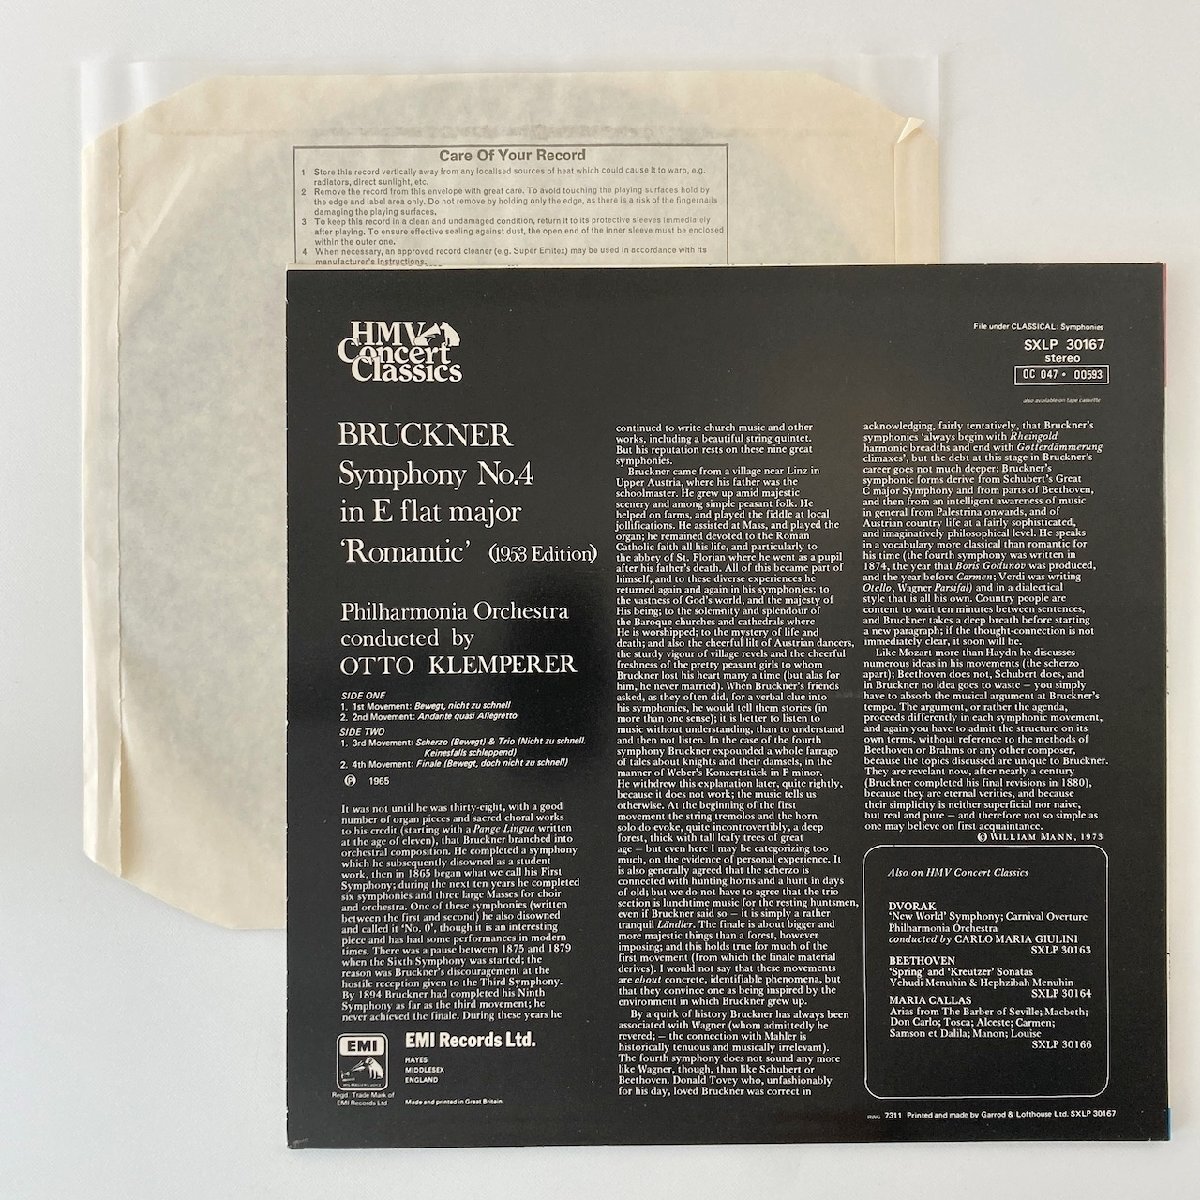 Care Of Your Record
1 Store this record vertically away from any localised sources of heat which could cause it to warp, e.g.
radiators, direct sunlight, etc.
2 Remove the record from this envelope with great care. To avoid touching the playing surfaces hold by
the edge and label area only. Do not remove by holding only the edge, as there is a risk of the fingernails
damaging the playing surfaces.
3 To keep this record in a clean and undamaged condition, return it to its protective sleeves immediately
after playing. To ensure effective sealing against dust, the open end of the inner sleeve must be enclosed
within the outer one.
4 When necessary, an approved record cleaner (e.g. Super Emitex) may be used in accordance with its
manufacturer's instructions.
HMV
Concert
Classics
File under CLASSICAL: Symphonies
SXLP 30167
stereo
OC 047 • 00593
also available on tape cassette
BRUCKNER
Symphony No.4
in E flat major
'Romantic' (1953 Edition)
Philharmonia Orchestra
conducted by
OTTO KLEMPERER
SIDE ONE
1. 1st Movement: Bewegt, nicht zu schnell
2. 2nd Movement: Andante quasi Allegretto
SIDE TWO
1. 3rd Movement: Scherzo (Bewegt) & Trio (Nicht zu schnell.
Keinesfalls schleppend)
2. 4th Movement: Finale (Bewegt, doch nicht zu schnell)
℗ 1965
It was not until he was thirty-eight, with a good
number of organ pieces and sacred choral works
to his credit (starting with a Pange Lingua written
at the age of eleven), that Bruckner branched into
orchestral composition. He completed a symphony
which he subsequently disowned as a student
work, then in 1865 began what we call his First
Symphony; during the next ten years he completed
six symphonies and three large Masses for choir
and orchestra. One of these symphonies (written
between the first and second) he also disowned
and called it 'No. 0', though it is an interesting
piece and has had some performances in modern
times. There was a pause between 1875 and 1879
when the Sixth Symphony was started; the
reason was Bruckner's discouragement at the
hostile reception given to the Third Symphony.
By 1894 Bruckner had completed his Ninth
Symphony as far as the third movement; he
never achieved the finale. During these years he
continued to write church music and other
works, including a beautiful string quintet.
But his reputation rests on these nine great
symphonies.
Bruckner came from a village near Linz in
Upper Austria, where his father was the
schoolmaster. He grew up amid majestic
scenery and among simple peasant folk. He
helped on farms, and played the fiddle at local
jollifications. He assisted at Mass, and played the
organ; he remained devoted to the Roman
Catholic faith all his life, and particularly to
the abbey of St. Florian where he went as a pupil
after his father's death. All of this became part of
himself, and to these diverse experiences he
returned again and again in his symphonies: to
the vastness of God's world, and the majesty of
His being; to the solemnity and splendour of
the Baroque churches and cathedrals where
He is worshipped; to the mystery of life and
death; and also the cheerful lilt of Austrian dancers,
the sturdy vigour of village revels and the cheerful
freshness of the pretty peasant girls to whom
Bruckner lost his heart many a time (but alas for
him, he never married). When Bruckner's friends
asked, as they often did, for a verbal clue into
his symphonies, he would tell them stories (in
more than one sense); it is better to listen to
music without understanding, than to understand
and then not listen. In the case of the fourth
symphony Bruckner expounded a whole farrago
of tales about knights and their damsels, in the
manner of Weber's Konzertstück in F minor.
He withdrew this explanation later, quite rightly,
because it does not work; the music tells us
otherwise. At the beginning of the first
movement the string tremolos and the horn
solo do evoke, quite incontrovertibly, a deep
forest, thick with tall leafy trees of great
age — but even here I may be categorizing too
much, on the evidence of personal experience. It
is also generally agreed that the scherzo is
connected with hunting horns and a hunt in days
of old; but we do not have to agree that the trio
section is lunchtime music for the resting huntsmen,
even if Bruckner said so — it is simply a rather
tranquil Ländler. The finale is about bigger and
more majestic things than a forest, however
imposing; and this holds true for much of the
first movement (from which the finale material
derives). I would not say that these movements
are about concrete, identifiable phenomena, but
that they convince one as being inspired by the
environment in which Bruckner grew up.
By a quirk of history Bruckner has always been
associated with Wagner (whom admittedly he
revered; — the connection with Mahler is
historically tenuous and musically irrelevant).
The fourth symphony does not sound any more
like Wagner, though, than like Schubert or
Beethoven. Donald Tovey who, unfashionably
for his day, loved Bruckner was correct in
acknowledging, fairly tentatively, that Bruckner's
symphonies 'always begin with Rheingold
harmonic breadths and end with Götterdämmerung
climaxes', but the debt at this stage in Bruckner's
career goes not much deeper; Bruckner's
symphonic forms derive from Schubert's Great
C major Symphony and from parts of Beethoven,
and then from an intelligent awareness of music
in general from Palestrina onwards, and of
Austrian country life at a fairly sophisticated,
and imaginatively philosophical level. He speaks
in a vocabulary more classical than romantic for
his time (the fourth symphony was written in
1874, the year that Boris Godunov was produced,
and the year before Carmen; Verdi was writing
Otello, Wagner Parsifal) and in a dialectical
style that is all his own. Country people are
content to wait ten minutes between sentences,
and Bruckner takes a deep breath before starting
a new paragraph; if the thought-connection is not
immediately clear, it soon will be.
Like Mozart more than Haydn he discusses
numerous ideas in his movements (the scherzo
apart); Beethoven does not, Schubert does, and
in Bruckner no idea goes to waste — you simply
have to absorb the musical argument at Bruckner's
tempo. The argument, or rather the agenda,
proceeds differently in each symphonic movement,
and again you have to admit the structure on its
own terms, without reference to the methods of
Beethoven or Brahms or any other composer,
because the topics discussed are unique to Bruckner.
They are revelant now, after nearly a century
(Bruckner completed his final revisions in 1880),
because they are eternal verities, and because
their simplicity is neither superficial nor naive,
but real and pure — and therefore not so simple as
one may believe on first acquaintance.
© WILLIAM MANN, 1973
Also on HMV Concert Classics
DVORAK
'New World' Symphony; Carnival Overture
Philharmonia Orchestra
conducted by CARLO MARIA GIULINI
SXLP 30163
BEETHOVEN
'Spring' and 'Kreutzer' Sonatas
Yehudi Menuhin & Hephzibah Menuhin
SXLP 30164
MARIA CALLAS
Arias from The Barber of Seville; Macbeth;
Don Carlo; Tosca; Alceste; Carmen;
Samson et Dalila; Manon; Louise
SXLP 30166
EMI
Regd. Trade Mark of
EMI Records Ltd
EMI Records Ltd.
HAYES
MIDDLESEX
ENGLAND
Made and printed in Great Britain
7311 Printed and made by Garrod & Lofthouse Ltd. SXLP 30167